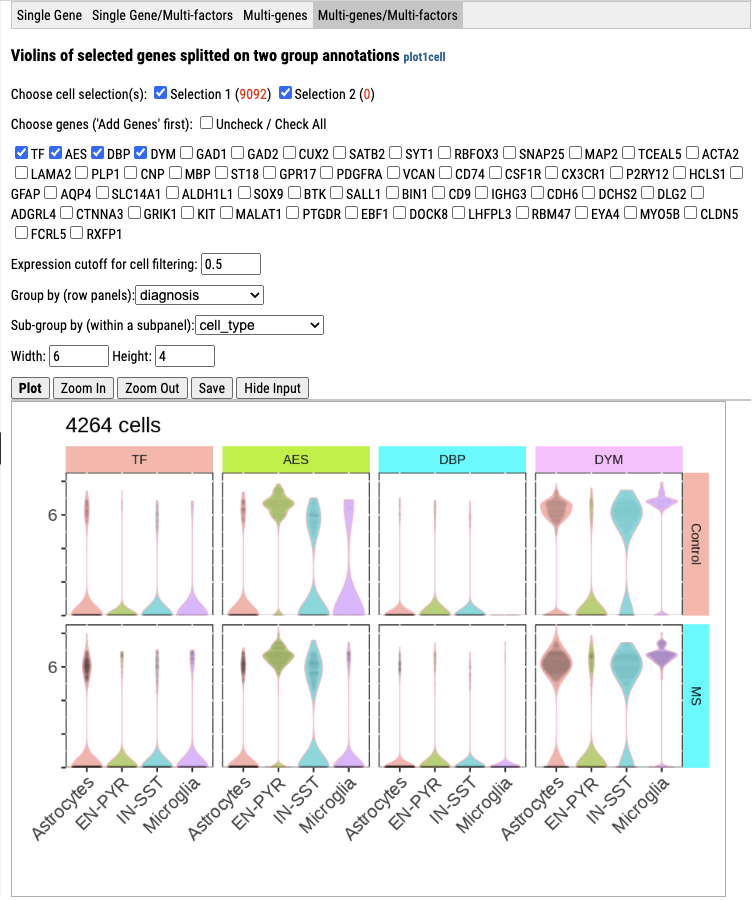 Single Gene Single Gene/Multi-factors Multi-genes Multi-genes/Multi-factors
Violins of selected genes splitted on two group annotations plot1cell
Choose cell selection(s): Selection 1 (9092) Selection 2 (0)
Choose genes ('Add Genes' first): Uncheck / Check All
TF AES DBP DYM GAD1 GAD2 CUX2 SATB2 SYT1 RBFOX3 SNAP25 MAP2 TCEAL5 ACTA2
LAMA2 PLP1 CNP MBP ST18 GPR17 PDGFRA VCAN CD74 CSF1R CX3CR1 P2RY12 HCLS1
GFAP AQP4 SLC14A1 ALDH1L1 SOX9 BTK SALL1 BIN1 CD9 IGHG3 CDH6 DCHS2 DLG2
ADGRL4 CTNNA3 GRIK1 KIT MALAT1 PTGDR EBF1 DOCK8 LHFPL3 RBM47 EYA4 MYO5B CLDN5
FCRL5 RXFP1
Expression cutoff for cell filtering: 0.5
Group by (row panels): diagnosis
Sub-group by (within a subpanel): cell_type
Width: 6 Height: 4
Plot Zoom In Zoom Out Save Hide Input
4264 cells
TF AES DBP DYM
6 Control
6 MS
Astrocytes EN-PYR IN-SST Microglia Astrocytes EN-PYR IN-SST Microglia Astrocytes EN-PYR IN-SST Microglia Astrocytes EN-PYR IN-SST Microglia